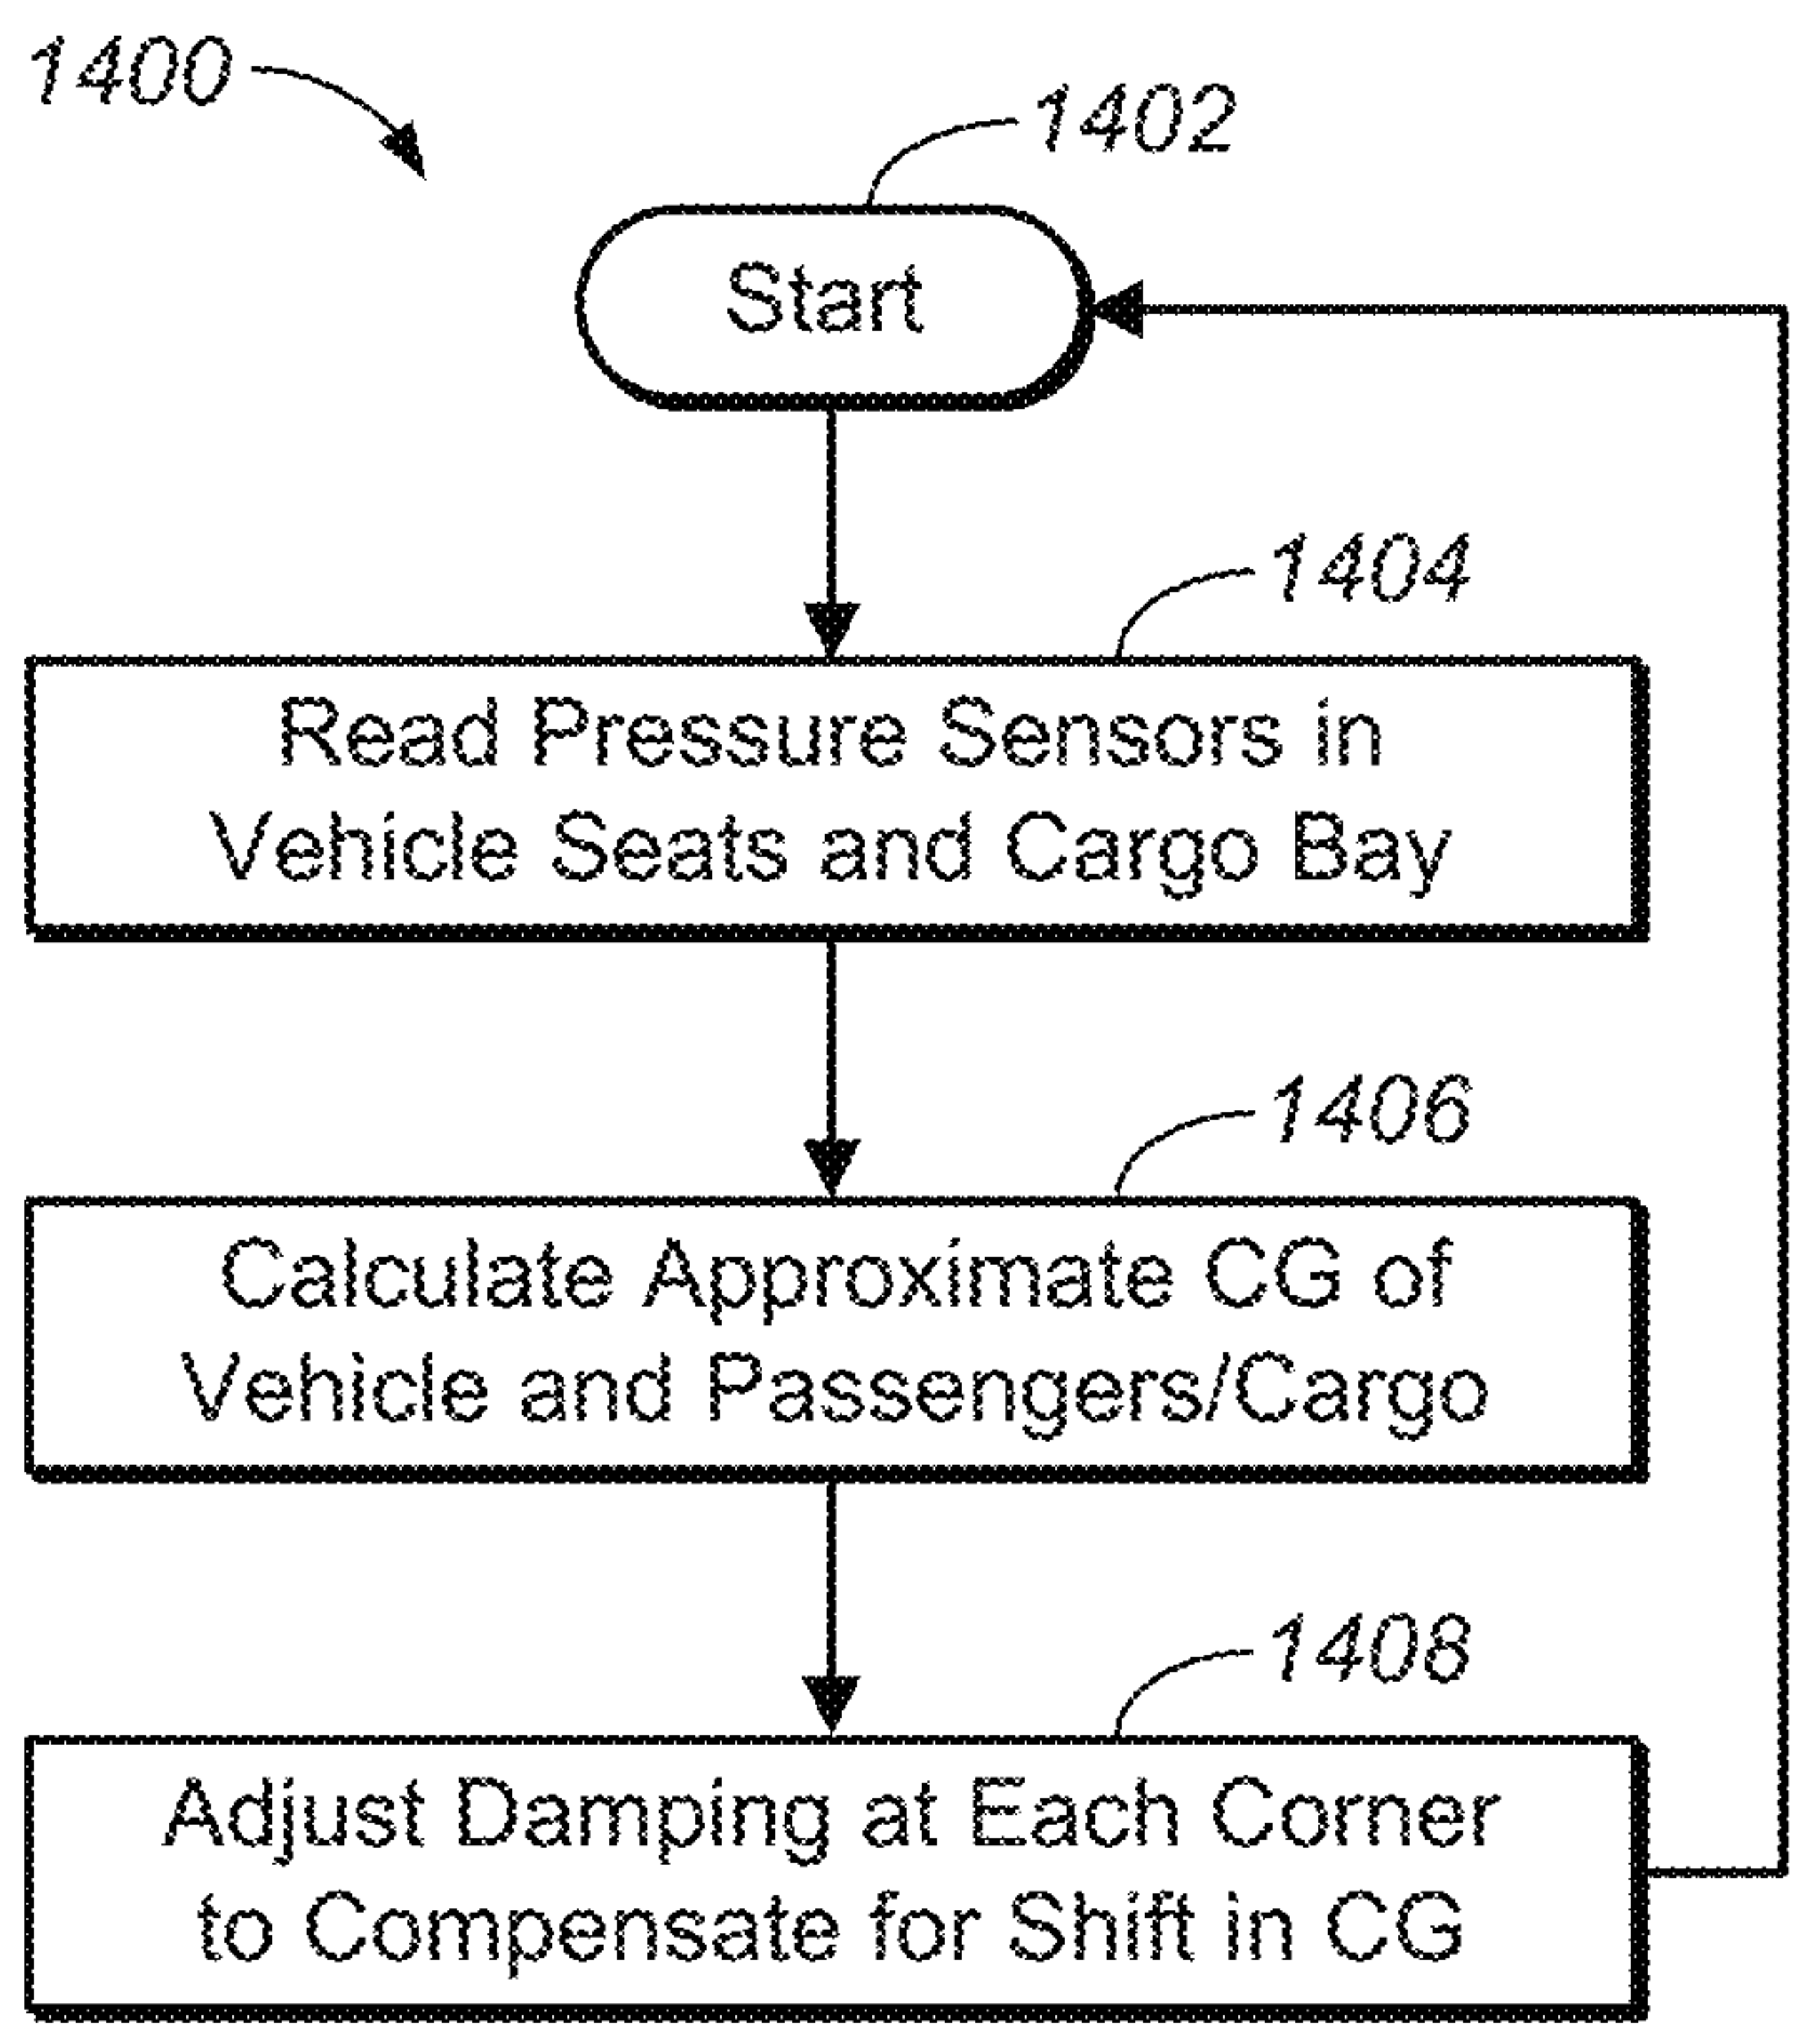 1400
1402
Start
1404
Read Pressure Sensors in
Vehicle Seats and Cargo Bay
1406
Calculate Approximate CG of
Vehicle and Passengers/Cargo
1408
Adjust Damping at Each Corner
to Compensate for Shift in CG